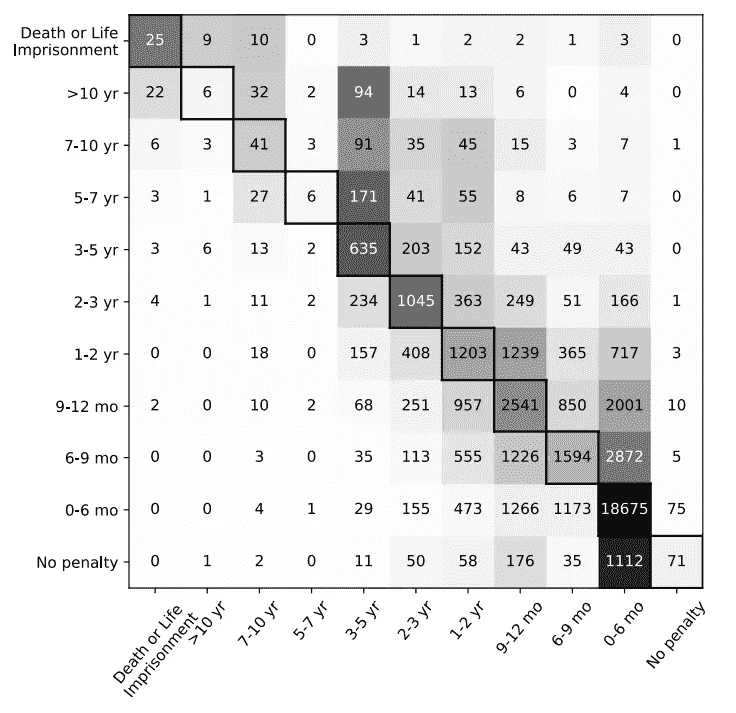 Death or Life
Imprisonment 25 9 10 0 3 1 2 2 1 3 0
>10 yr 22 6 32 2 94 14 13 6 0 4 0
7-10 yr 6 3 41 3 91 35 45 15 3 7 1
5-7 yr 3 1 27 6 171 41 55 8 6 7 0
3-5 yr 3 6 13 2 635 203 152 43 49 43 0
2-3 yr 4 1 11 2 234 1045 363 249 51 166 1
1-2 yr 0 0 18 0 157 408 1203 1239 365 717 3
9-12 mo 2 0 10 2 68 251 957 2541 850 2001 10
6-9 mo 0 0 3 0 35 113 555 1226 1594 2872 5
0-6 mo 0 0 4 1 29 155 473 1266 1173 18675 75
No penalty 0 1 2 0 11 50 58 176 35 1112 71
Death or Life
Imprisonment
>10 yr
7-10 yr
5-7 yr
3-5 yr
2-3 yr
1-2 yr
9-12 mo
6-9 mo
0-6 mo
No penalty